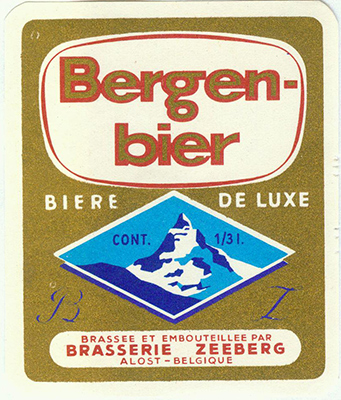 Bergen-
bier
BIERE DE LUXE
CONT. 1/3 l.
B Z
BRASSEE ET EMBOUTEILLEE PAR
BRASSERIE ZEEBERG
ALOST - BELGIQUE